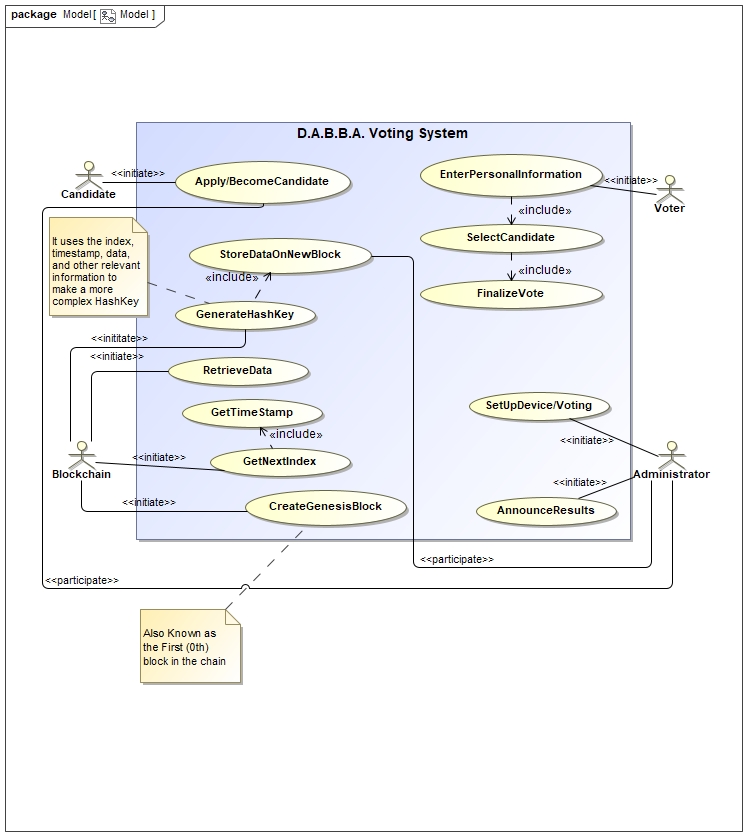 package Model [ Model ]
D.A.B.B.A. Voting System
Candidate
<<initiate>>
Apply/BecomeCandidate
EnterPersonalInformation
<<initiate>>
Voter
«include»
SelectCandidate
«include»
FinalizeVote
It uses the index,
timestamp, data,
and other relevant
information to
make a more
complex HashKey
StoreDataOnNewBlock
«include»
GenerateHashKey
<<inititate>>
<<initiate>>
RetrieveData
GetTimeStamp
«include»
GetNextIndex
<<initiate>>
Blockchain
<<initiate>>
CreateGenesisBlock
SetUpDevice/Voting
<<initiate>>
Administrator
<<initiate>>
AnnounceResults
<<participate>>
<<participate>>
Also Known as
the First (0th)
block in the chain